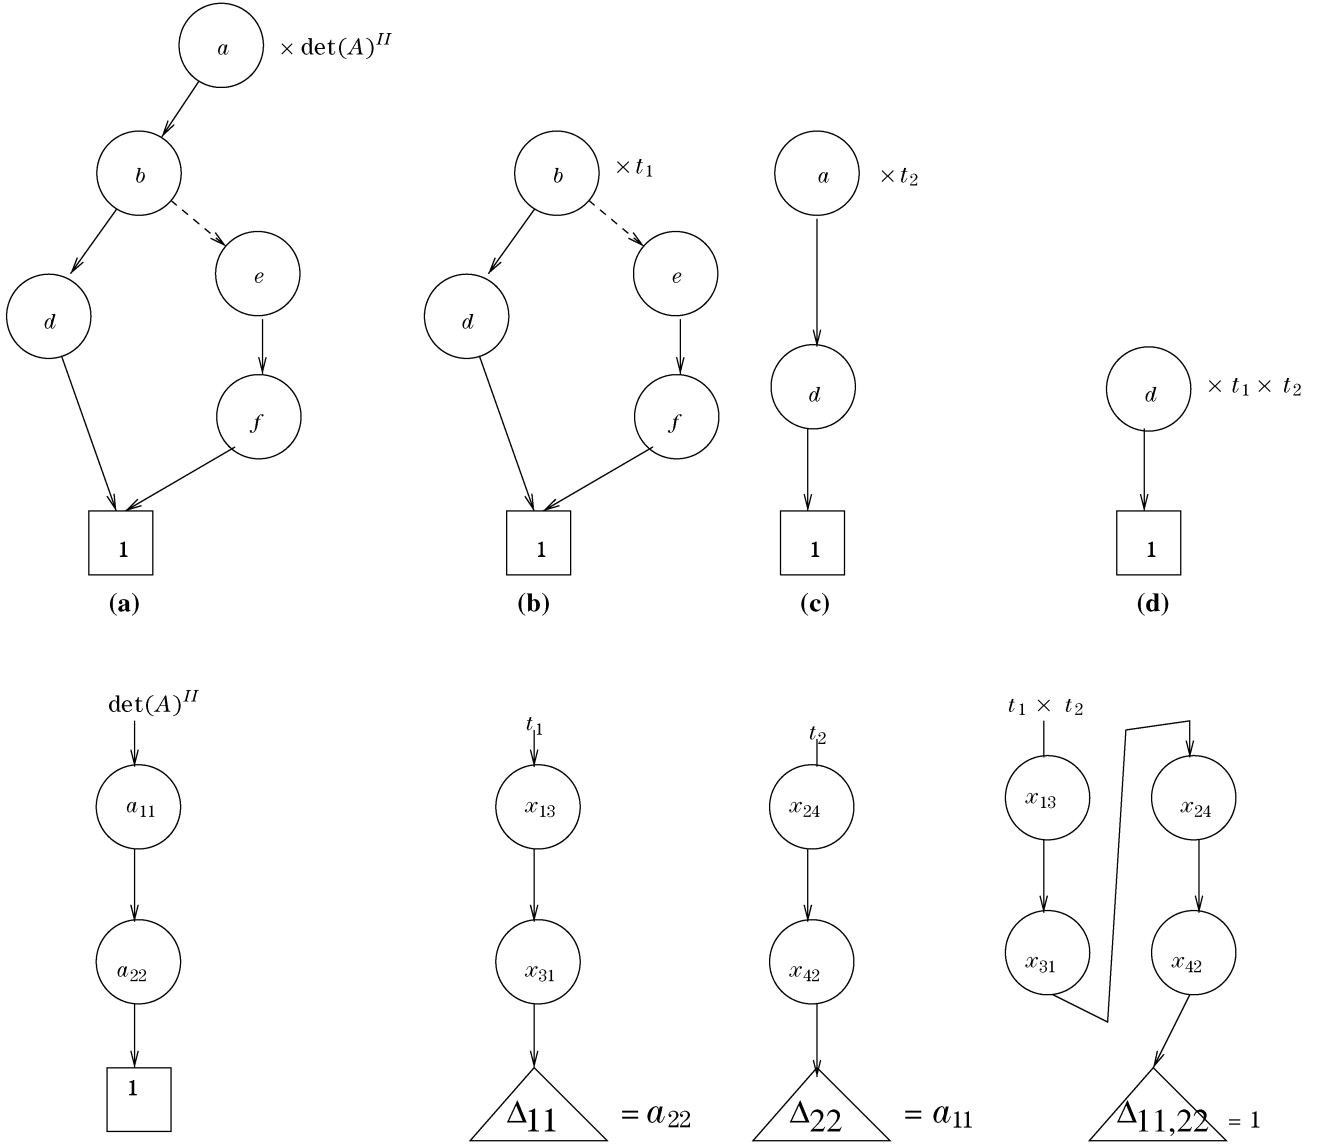 a × det(A)^II
b
d
e
f
1
(a)
b × t₁
d
e
f
1
(b)
a × t₂
d
1
(c)
d × t₁ × t₂
1
(d)
det(A)^II
a₁₁
a₂₂
1
t₁
x₁₃
x₃₁
Δ₁₁ = a₂₂
t₂
x₂₄
x₄₂
Δ₂₂ = a₁₁
t₁ × t₂
x₁₃
x₂₄
x₃₁
x₄₂
Δ₁₁,₂₂ = 1